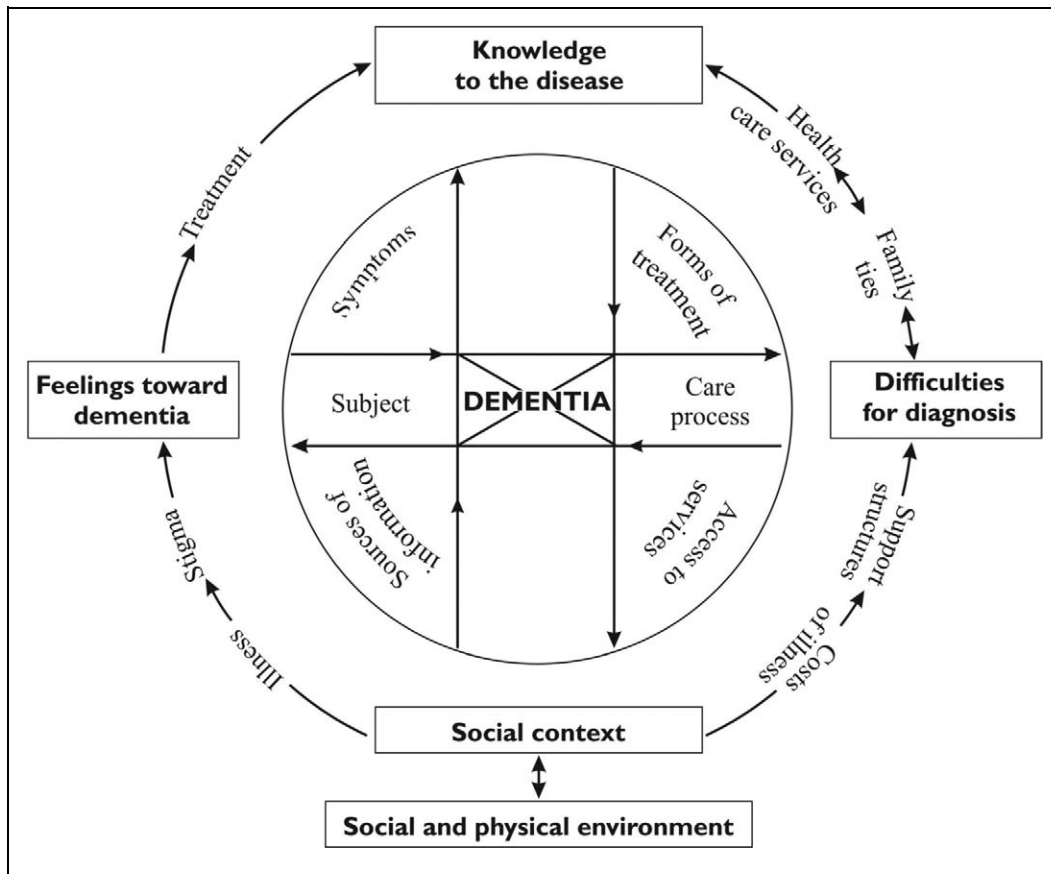 Knowledge
to the disease
Treatment
Health
care services
Family
ties
Symptoms
Forms of
treatment
Feelings toward
dementia
Subject
DEMENTIA
Care
process
Difficulties
for diagnosis
Sources of
information
Access to
services
Stigma
Illness
Support
structures
Costs
of illness
Social context
Social and physical environment